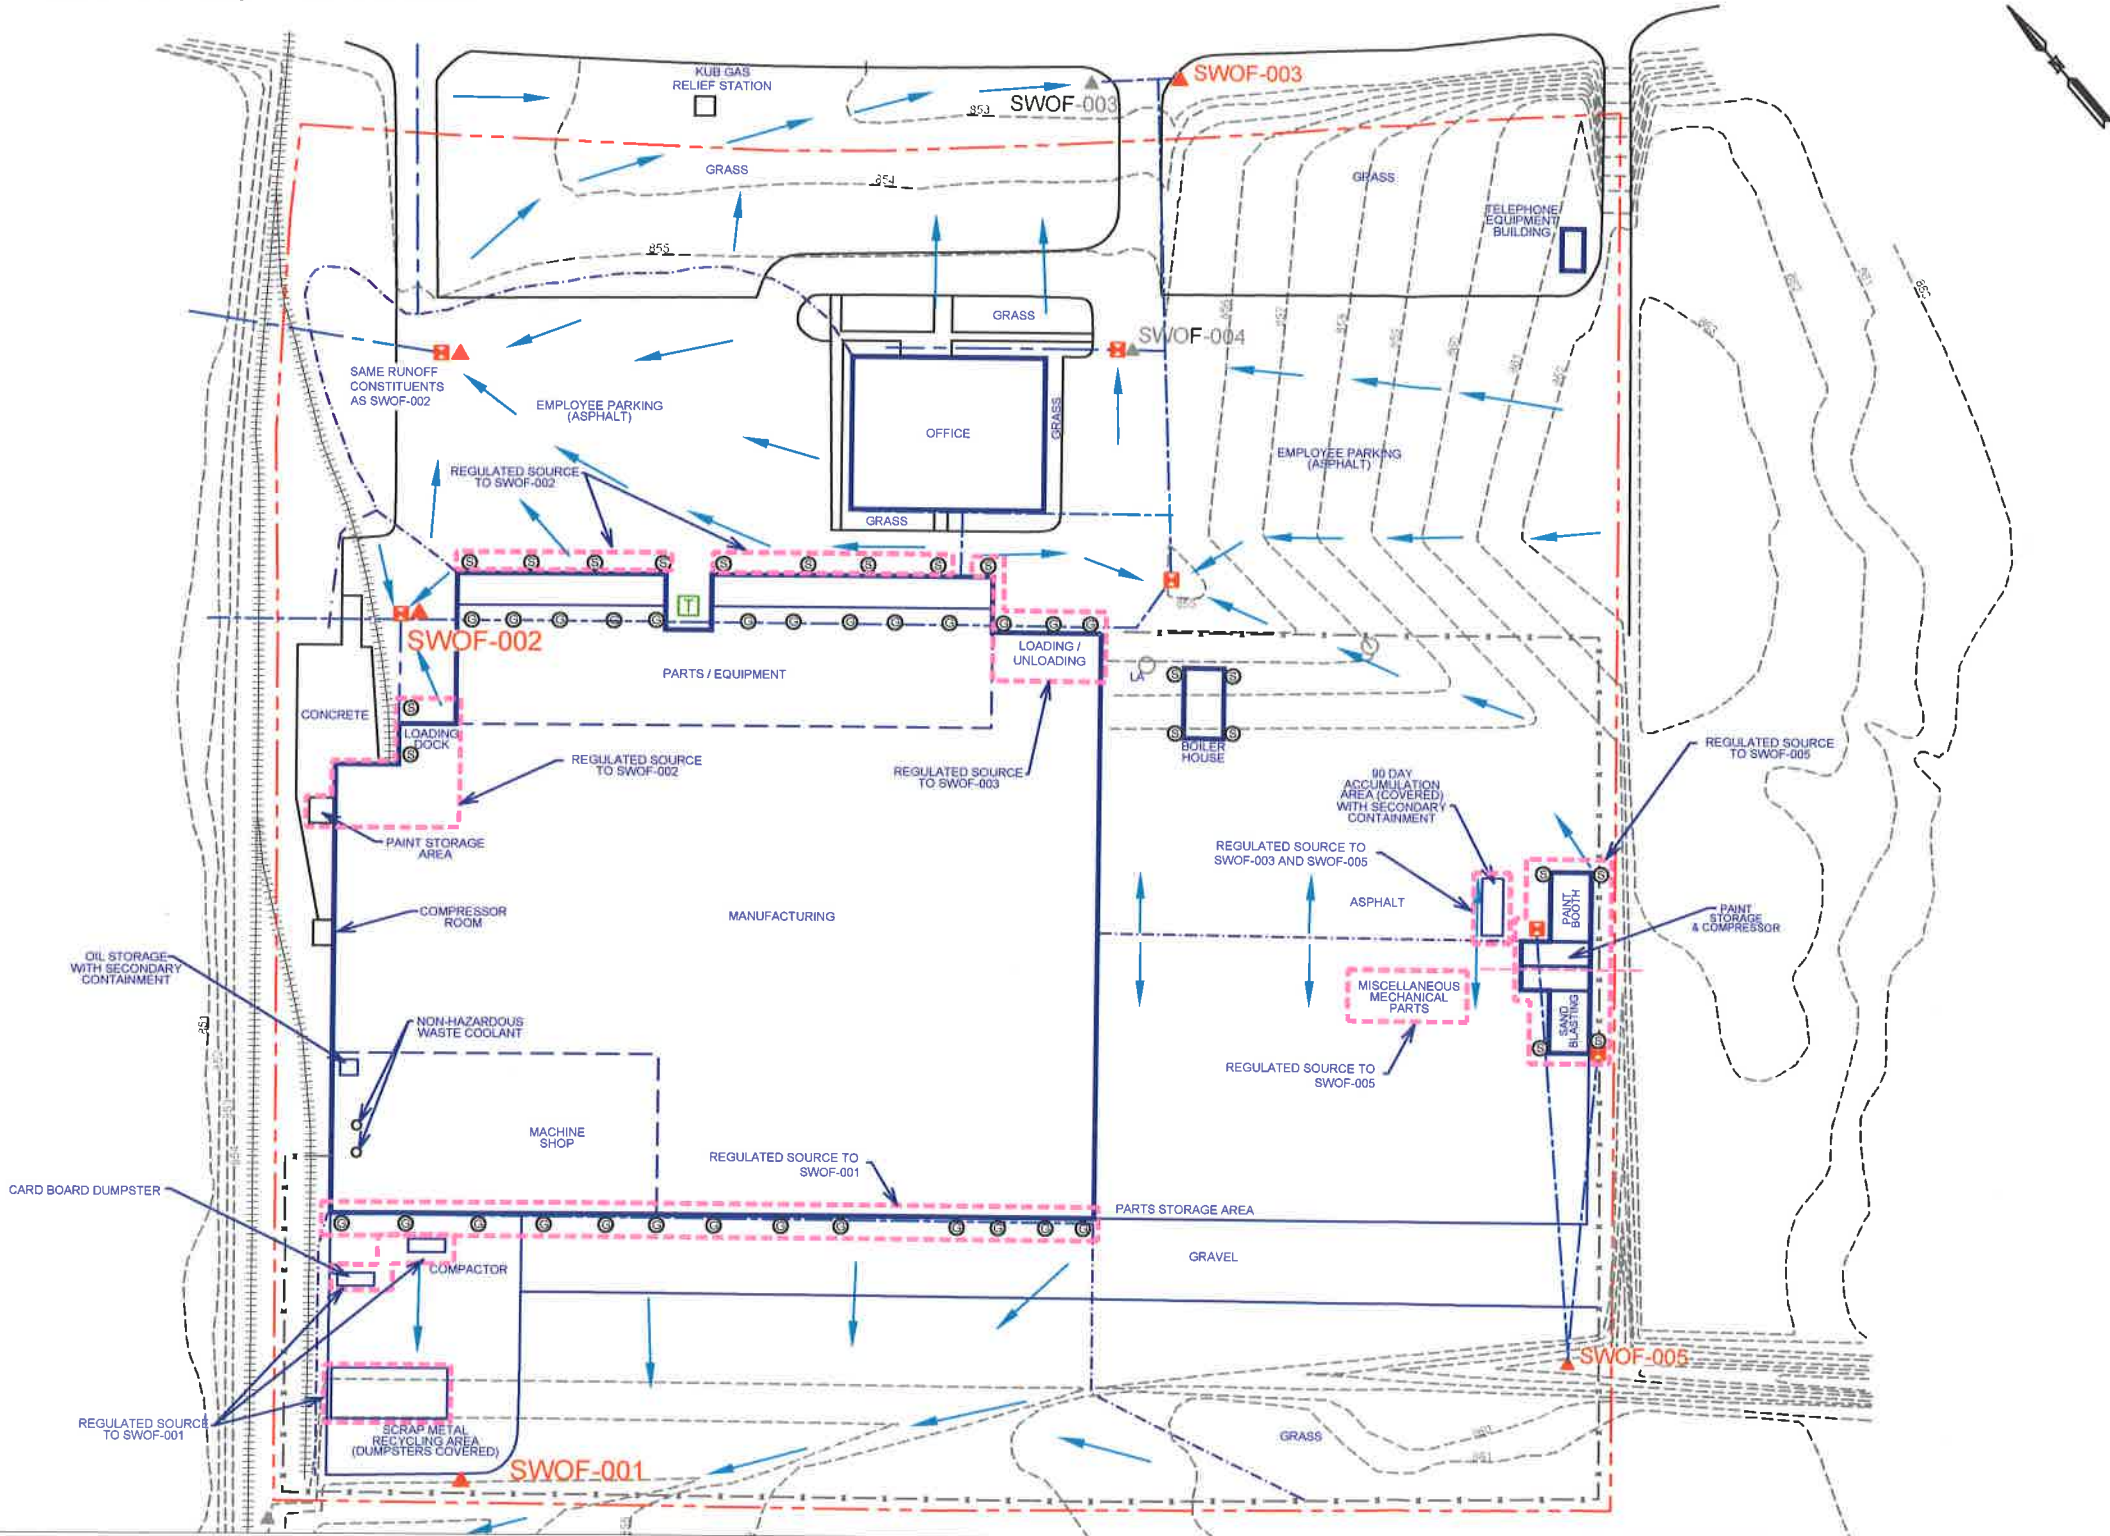 KUB GAS
RELIEF STATION
SWOF-003
SWOF-003
853
GRASS
GRASS
854
TELEPHONE
EQUIPMENT
BUILDING
855
GRASS
SWOF-004
SAME RUNOFF
CONSTITUENTS
AS SWOF-002
EMPLOYEE PARKING
(ASPHALT)
OFFICE
GRASS
EMPLOYEE PARKING
(ASPHALT)
REGULATED SOURCE
TO SWOF-002
GRASS
S S S S S S S S S
T
G G G G G G G G G G G G G
SWOF-002
LOADING /
UNLOADING
PARTS / EQUIPMENT
LA
S S
S S
CONCRETE
S
LOADING
DOCK
S
BOILER
HOUSE
REGULATED SOURCE
TO SWOF-002
REGULATED SOURCE
TO SWOF-003
REGULATED SOURCE
TO SWOF-005
90 DAY
ACCUMULATION
AREA (COVERED)
WITH SECONDARY
CONTAINMENT
PAINT STORAGE
AREA
REGULATED SOURCE TO
SWOF-003 AND SWOF-005
S S
ASPHALT
PAINT
BOOTH
COMPRESSOR
ROOM
MANUFACTURING
PAINT
STORAGE
& COMPRESSOR
OIL STORAGE
WITH SECONDARY
CONTAINMENT
MISCELLANEOUS
MECHANICAL
PARTS
SAND
BLASTING
S S
NON-HAZARDOUS
WASTE COOLANT
REGULATED SOURCE TO
SWOF-005
MACHINE
SHOP
REGULATED SOURCE TO
SWOF-001
CARD BOARD DUMPSTER
PARTS STORAGE AREA
G G G G G G G G G G G G G
GRAVEL
COMPACTOR
SWOF-005
REGULATED SOURCE
TO SWOF-001
SCRAP METAL
RECYCLING AREA
(DUMPSTERS COVERED)
GRASS
SWOF-001